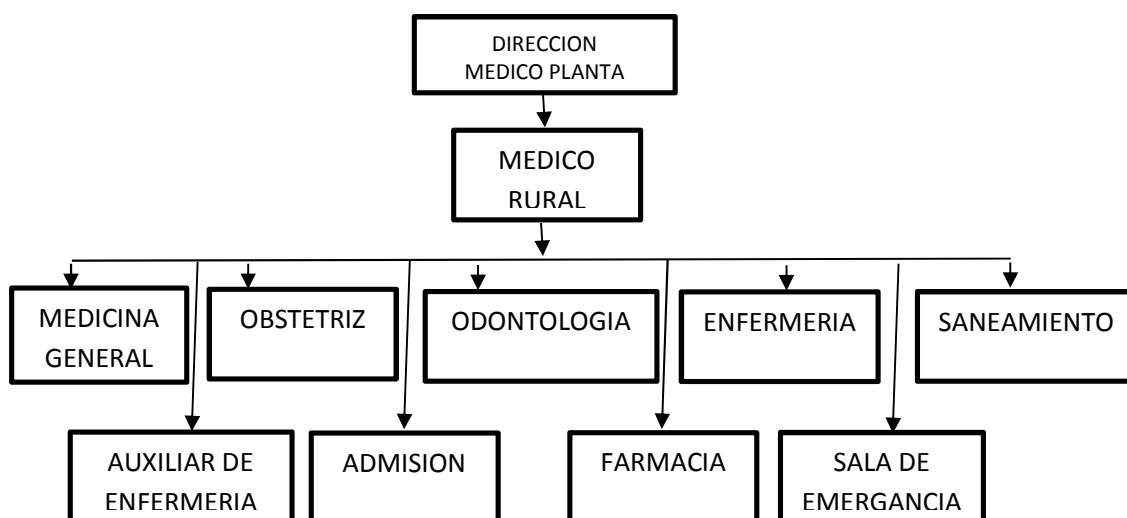 DIRECCION
MEDICO PLANTA
MEDICO
RURAL
MEDICINA
GENERAL
OBSTETRIZ
ODONTOLOGIA
ENFERMERIA
SANEAMIENTO
AUXILIAR DE
ENFERMERIA
ADMISION
FARMACIA
SALA DE
EMERGANCIA